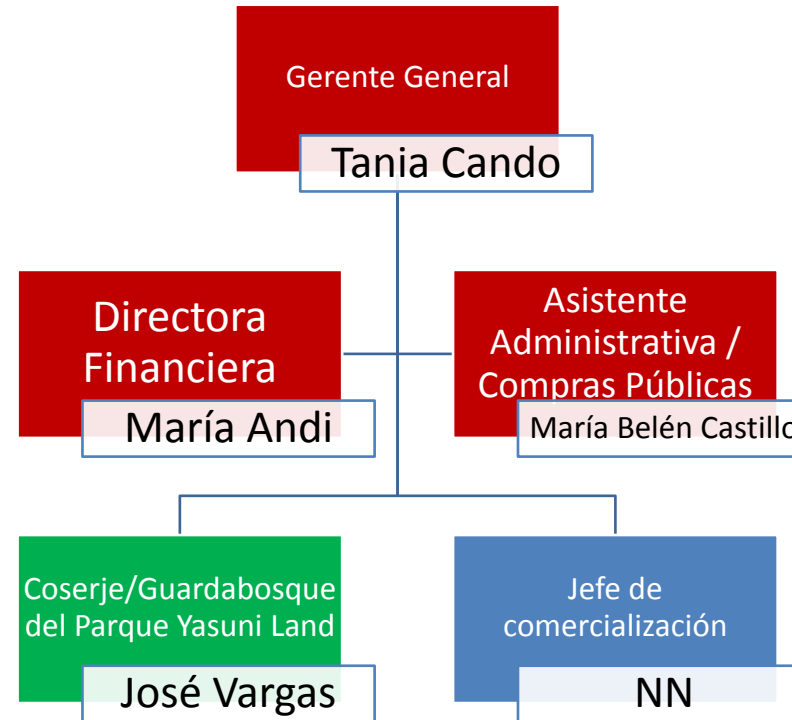 Gerente General
Tania Cando
Directora
Financiera
María Andi
Asistente
Administrativa /
Compras Públicas
María Belén Castillo
Coserje/Guardabosque
del Parque Yasuni Land
José Vargas
Jefe de
comercialización
NN